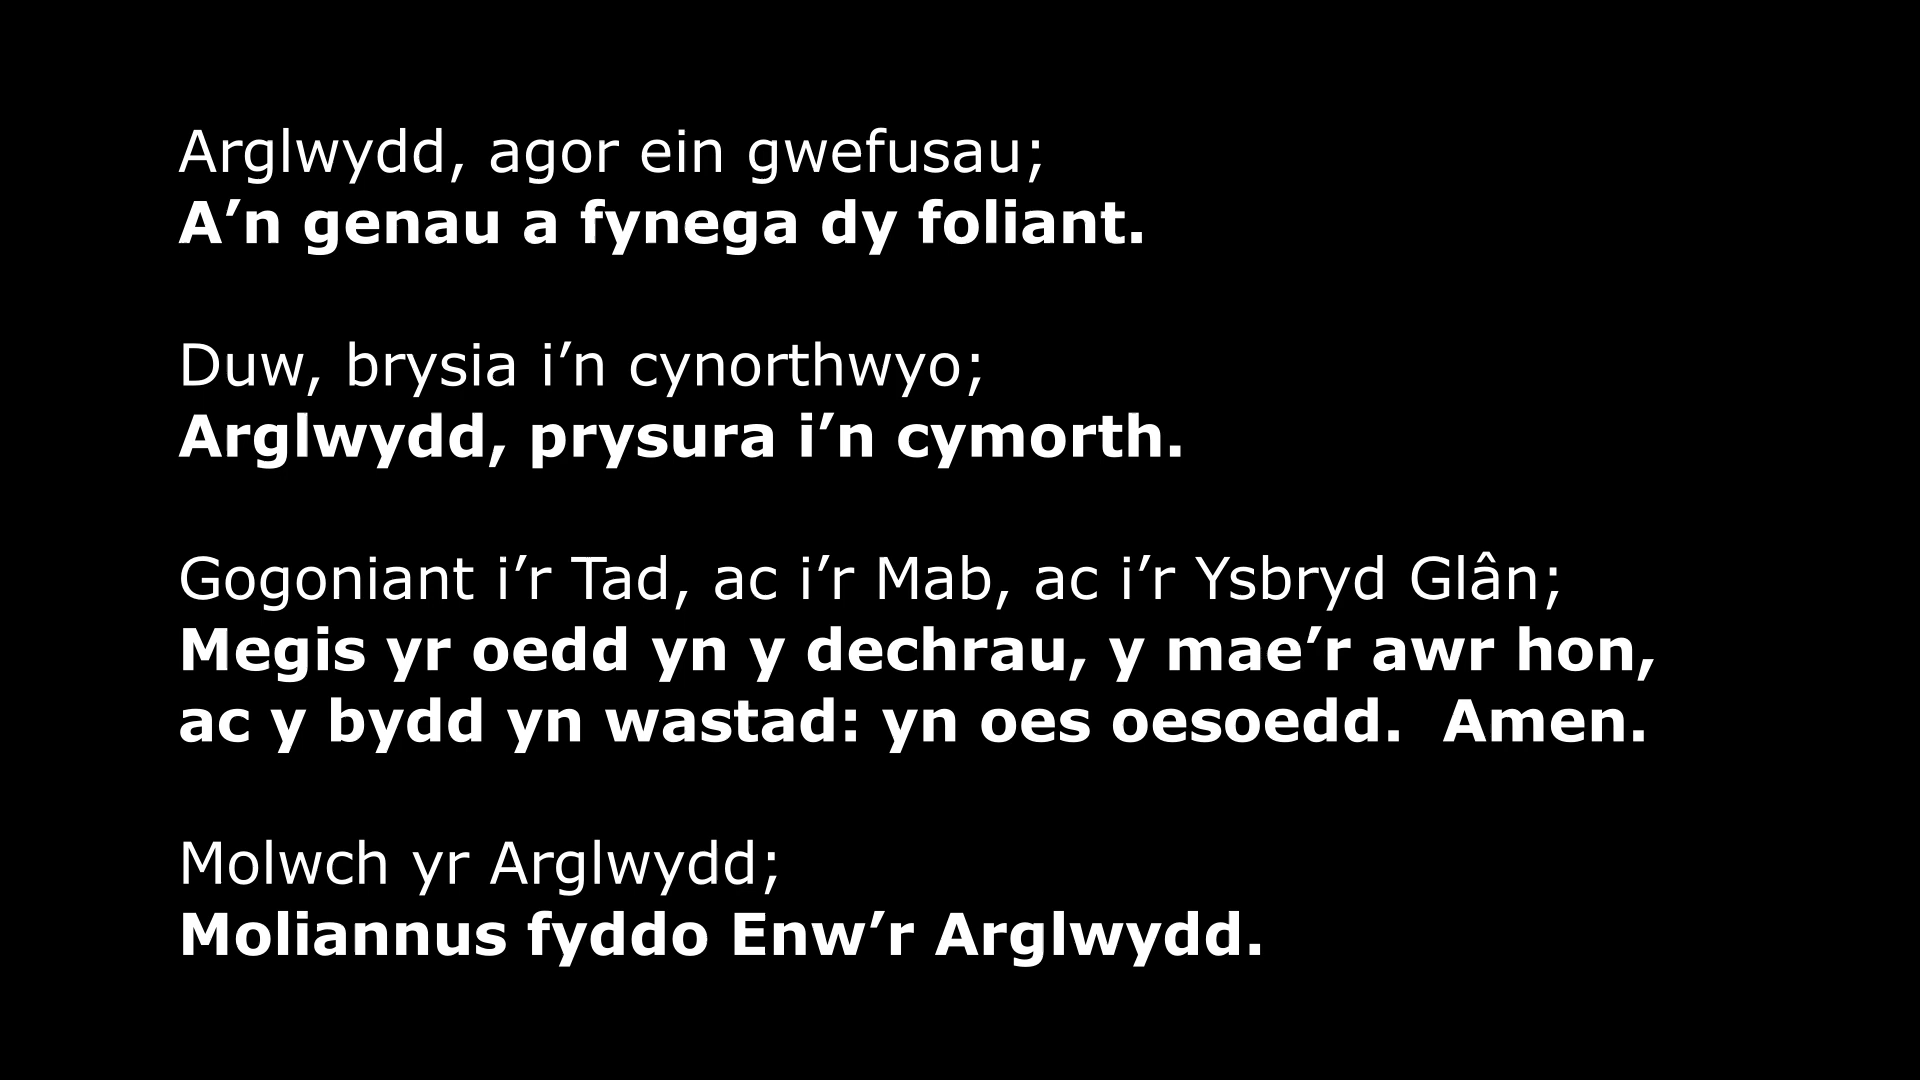 Arglwydd, agor ein gwefusau;
A’n genau a fynega dy foliant.
Duw, brysia i’n cynorthwyo;
Arglwydd, prysura i’n cymorth.
Gogoniant i’r Tad, ac i’r Mab, ac i’r Ysbryd Glân;
Megis yr oedd yn y dechrau, y mae’r awr hon,
ac y bydd yn wastad: yn oes oesoedd.  Amen.
Molwch yr Arglwydd;
Moliannus fyddo Enw’r Arglwydd.